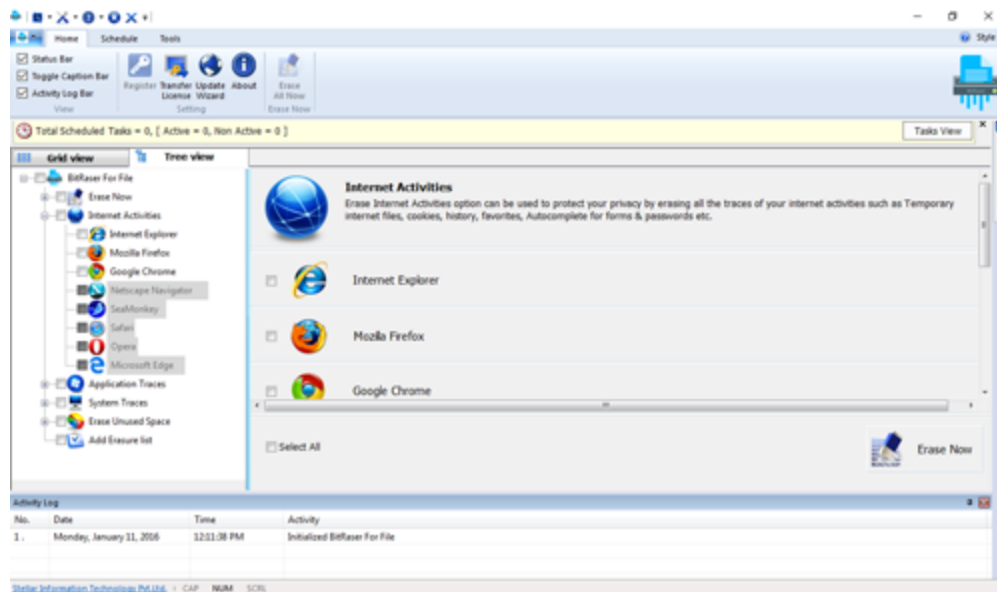 Home Schedule Tools Style
Status Bar
Toggle Caption Bar
Activity Log Bar
View
Register Transfer License Update Wizard About
Setting
Erase All Now
Erase Now
Total Scheduled Tasks = 0, [ Active = 0, Non Active = 0 ] Tasks View
Grid view Tree view
BitRaser For File
Erase Now
Internet Activities
Internet Explorer
Mozilla Firefox
Google Chrome
Netscape Navigator
SeaMonkey
Safari
Opera
Microsoft Edge
Application Traces
System Traces
Erase Unused Space
Add Erasure list
Internet Activities
Erase Internet Activities option can be used to protect your privacy by erasing all the traces of your internet activities such as Temporary
internet files, cookies, history, favorites, Autocomplete for forms & passwords etc.
Internet Explorer
Mozilla Firefox
Google Chrome
Select All Erase Now
Activity Log
No. Date Time Activity
1 . Monday, January 11, 2016 12:11:38 PM Initialized BitRaser For File
Stellar Information Technology Pvt.Ltd. CAP NUM SCRL